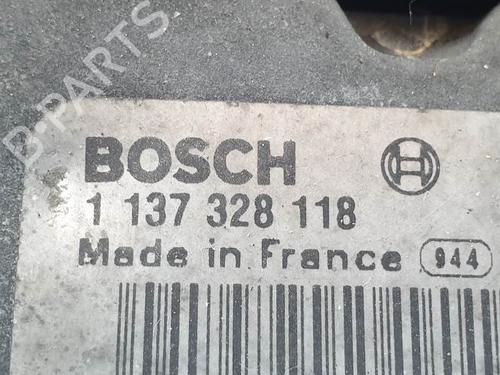 B-PARTS
BOSCH
1 137 328 118
Made in France 944